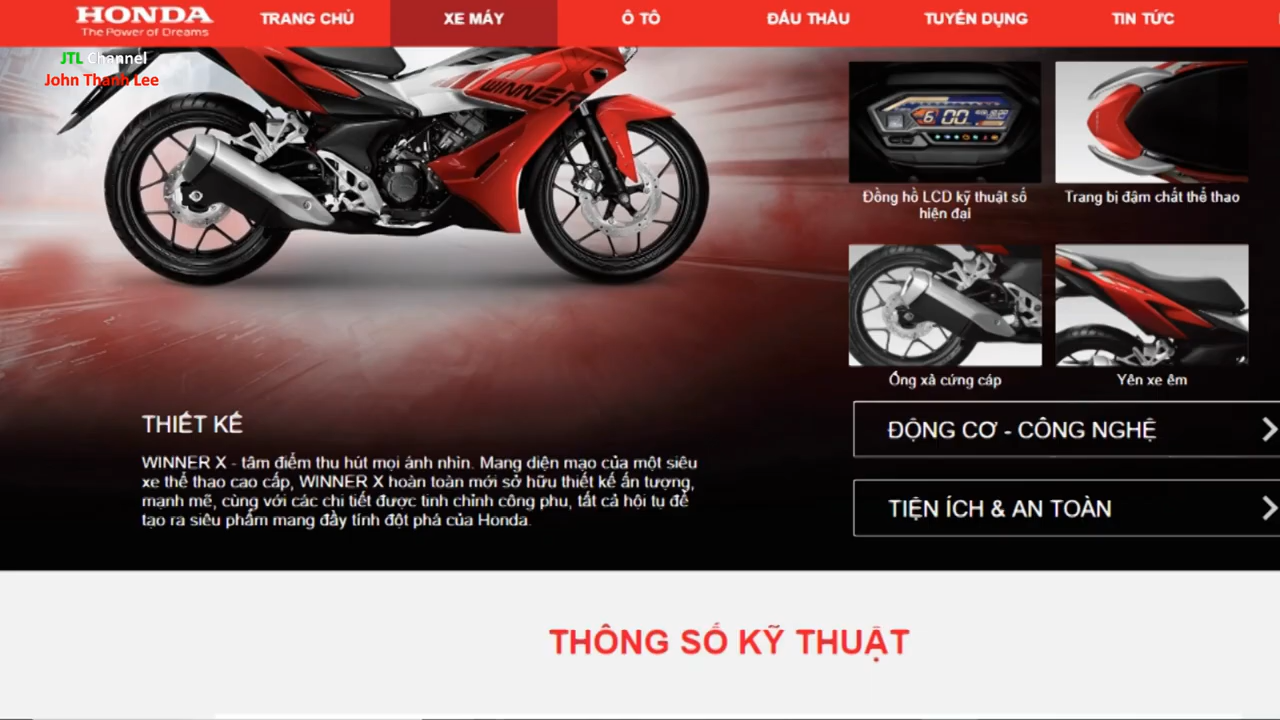 HONDA
The Power of Dreams
TRANG CHỦ
XE MÁY
Ô TÔ
ĐẤU THẦU
TUYỂN DỤNG
TIN TỨC
JTL Channel
John Thanh Lee
WINNER
600
Đồng hồ LCD kỹ thuật số
hiện đại
Trang bị đậm chất thể thao
Ống xả cứng cáp
Yên xe êm
THIẾT KẾ
WINNER X - tâm điểm thu hút mọi ánh nhìn. Mang diện mạo của một siêu
xe thể thao cao cấp, WINNER X hoàn toàn mới sở hữu thiết kế ấn tượng,
mạnh mẽ, cùng với các chi tiết được tinh chỉnh công phu, tất cả hội tụ để
tạo ra siêu phẩm mang đầy tính đột phá của Honda.
ĐỘNG CƠ - CÔNG NGHỆ
TIỆN ÍCH & AN TOÀN
THÔNG SỐ KỸ THUẬT